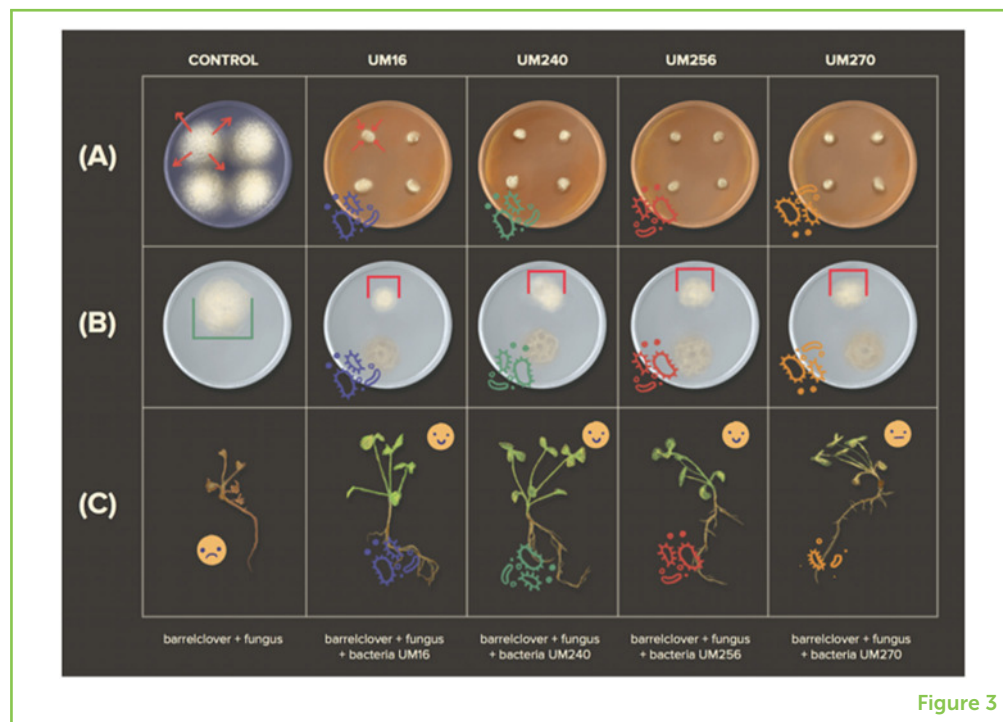 CONTROL UM16 UM240 UM256 UM270
(A)
(B)
(C)
barrelclover + fungus
barrelclover + fungus
+ bacteria UM16
barrelclover + fungus
+ bacteria UM240
barrelclover + fungus
+ bacteria UM256
barrelclover + fungus
+ bacteria UM270
Figure 3